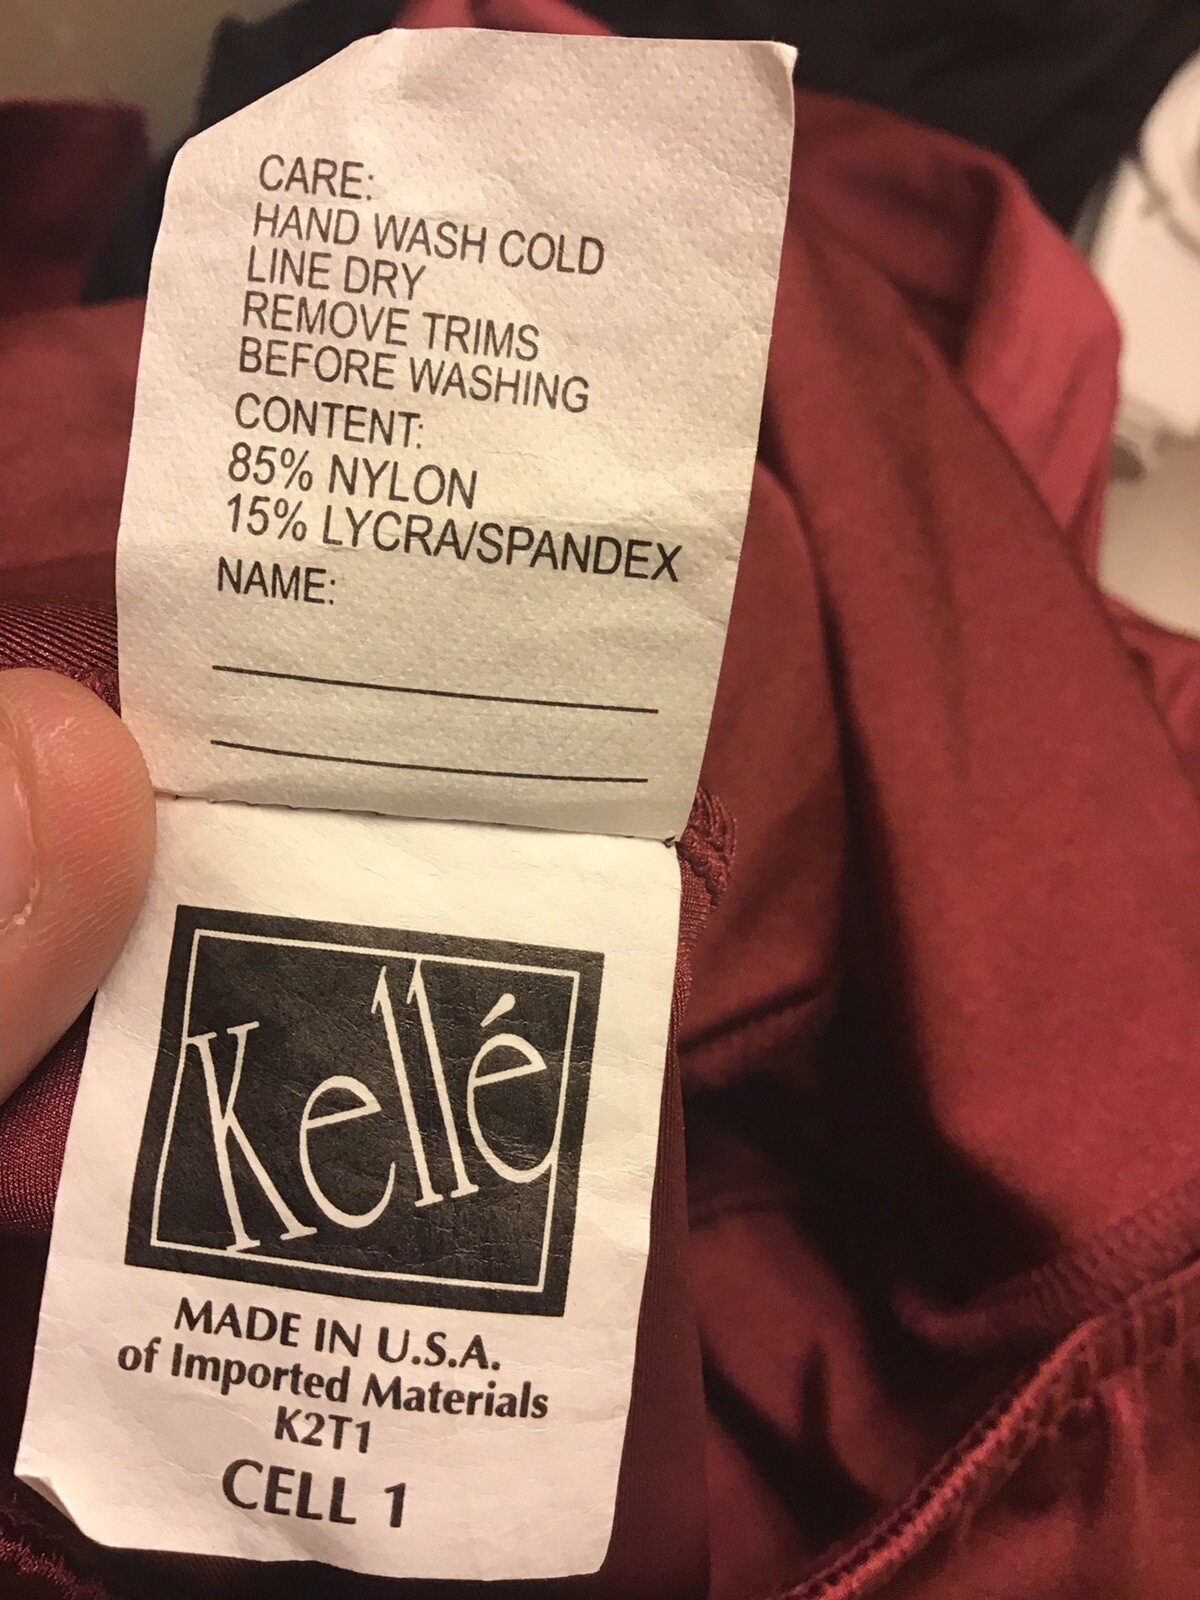 CARE:
HAND WASH COLD
LINE DRY
REMOVE TRIMS
BEFORE WASHING
CONTENT:
85% NYLON
15% LYCRA/SPANDEX
NAME:
Kellé
MADE IN U.S.A.
of Imported Materials
K2T1
CELL 1